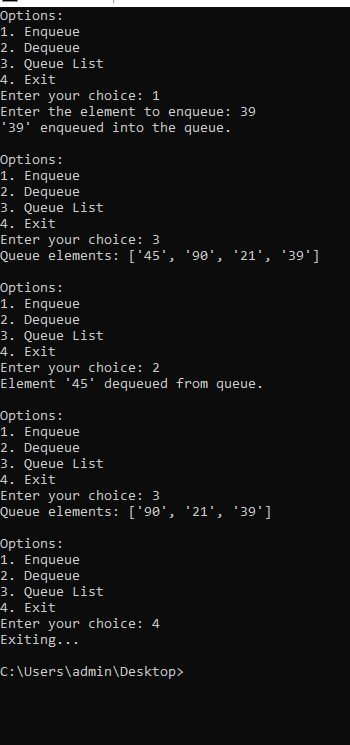 Options:
1. Enqueue
2. Dequeue
3. Queue List
4. Exit
Enter your choice: 1
Enter the element to enqueue: 39
'39' enqueued into the queue.
Options:
1. Enqueue
2. Dequeue
3. Queue List
4. Exit
Enter your choice: 3
Queue elements: ['45', '90', '21', '39']
Options:
1. Enqueue
2. Dequeue
3. Queue List
4. Exit
Enter your choice: 2
Element '45' dequeued from queue.
Options:
1. Enqueue
2. Dequeue
3. Queue List
4. Exit
Enter your choice: 3
Queue elements: ['90', '21', '39']
Options:
1. Enqueue
2. Dequeue
3. Queue List
4. Exit
Enter your choice: 4
Exiting...
C:\Users\admin\Desktop>